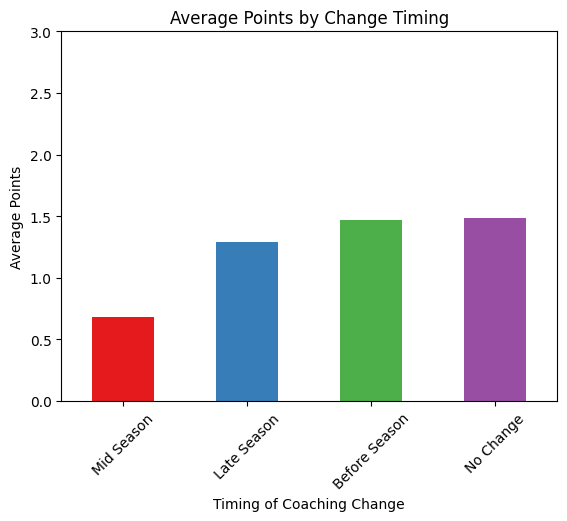 Average Points by Change Timing
3.0
2.5
2.0
1.5
1.0
0.5
0.0
Average Points
Mid Season
Late Season
Before Season
No Change
Timing of Coaching Change